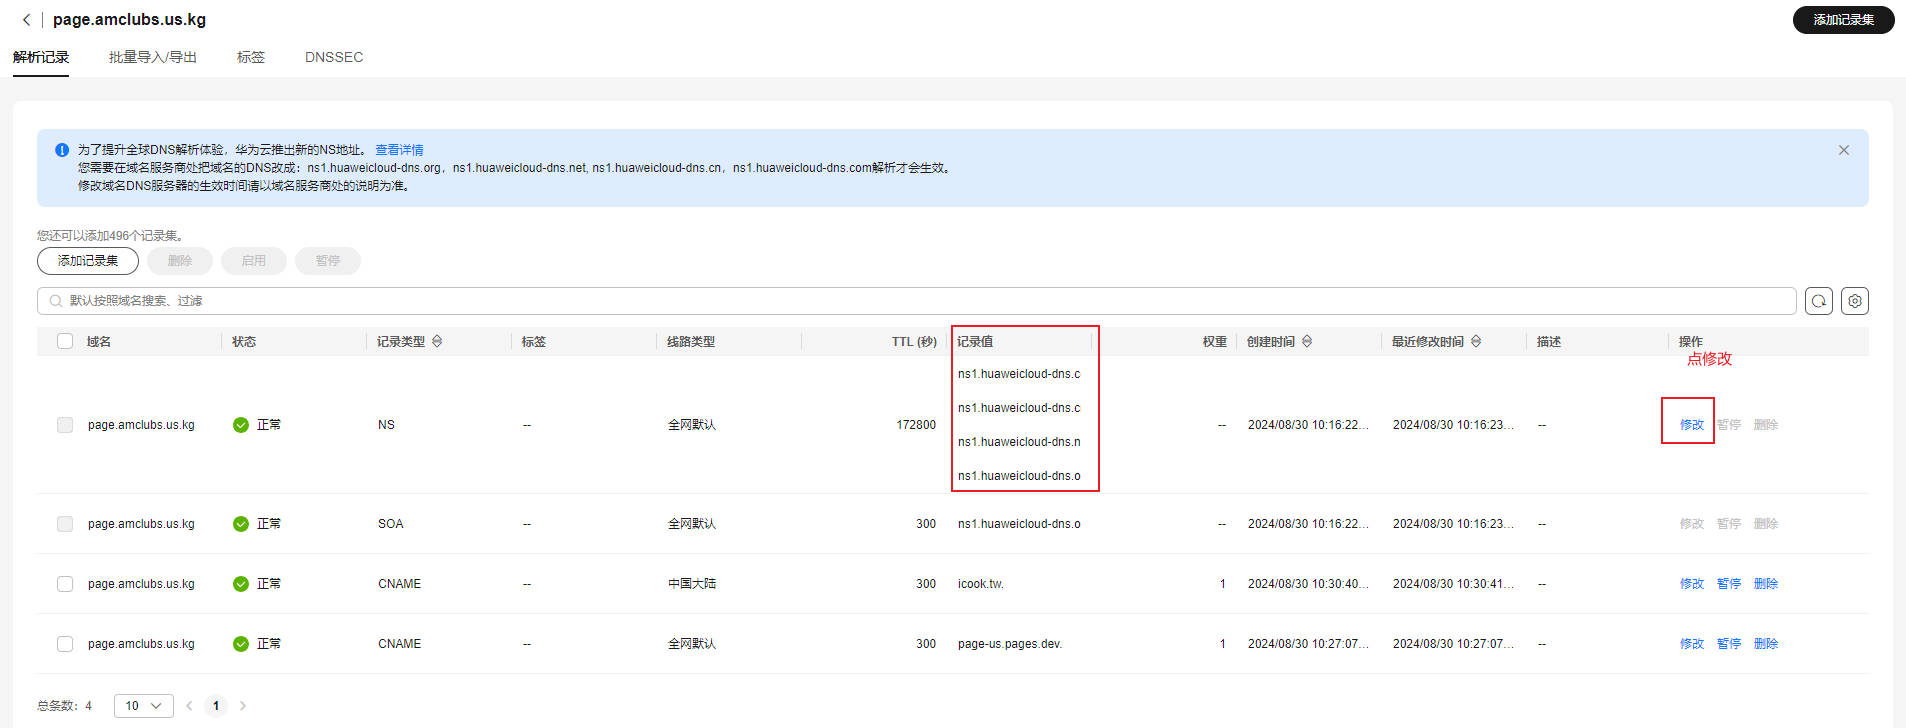 page.amclubs.us.kg
添加记录集
解析记录 批量导入/导出 标签 DNSSEC
为了提升全球DNS解析体验，华为云推出新的NS地址。 查看详情
您需要在域名服务商处把域名的DNS改成：ns1.huaweicloud-dns.org，ns1.huaweicloud-dns.net, ns1.huaweicloud-dns.cn，ns1.huaweicloud-dns.com解析才会生效。
修改域名DNS服务器的生效时间请以域名服务商处的说明为准。
您还可以添加496个记录集。
添加记录集 删除 启用 暂停
默认按照域名搜索、过滤
域名 状态 记录类型 标签 线路类型 TTL (秒) 记录值 权重 创建时间 最近修改时间 描述 操作
点修改
ns1.huaweicloud-dns.c
ns1.huaweicloud-dns.c
page.amclubs.us.kg 正常 NS -- 全网默认 172800 -- 2024/08/30 10:16:22... 2024/08/30 10:16:23... -- 修改 暂停 删除
ns1.huaweicloud-dns.n
ns1.huaweicloud-dns.o
page.amclubs.us.kg 正常 SOA -- 全网默认 300 ns1.huaweicloud-dns.o -- 2024/08/30 10:16:22... 2024/08/30 10:16:23... -- 修改 暂停 删除
page.amclubs.us.kg 正常 CNAME -- 中国大陆 300 icook.tw. 1 2024/08/30 10:30:40... 2024/08/30 10:30:41... -- 修改 暂停 删除
page.amclubs.us.kg 正常 CNAME -- 全网默认 300 page-us.pages.dev. 1 2024/08/30 10:27:07... 2024/08/30 10:27:07... -- 修改 暂停 删除
总条数：4 10 1